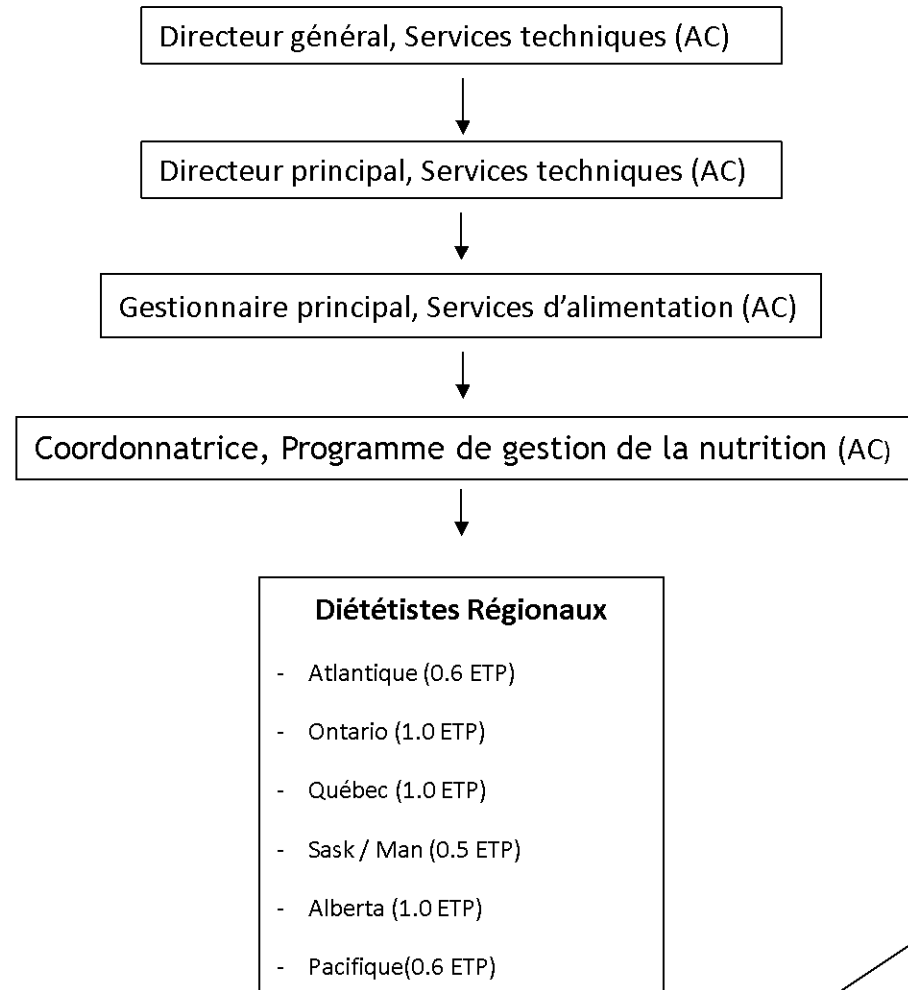 Directeur général, Services techniques (AC)
Directeur principal, Services techniques (AC)
Gestionnaire principal, Services d’alimentation (AC)
Coordonnatrice, Programme de gestion de la nutrition (AC)
Diététistes Régionaux
- Atlantique (0.6 ETP)
- Ontario (1.0 ETP)
- Québec (1.0 ETP)
- Sask / Man (0.5 ETP)
- Alberta (1.0 ETP)
- Pacifique(0.6 ETP)